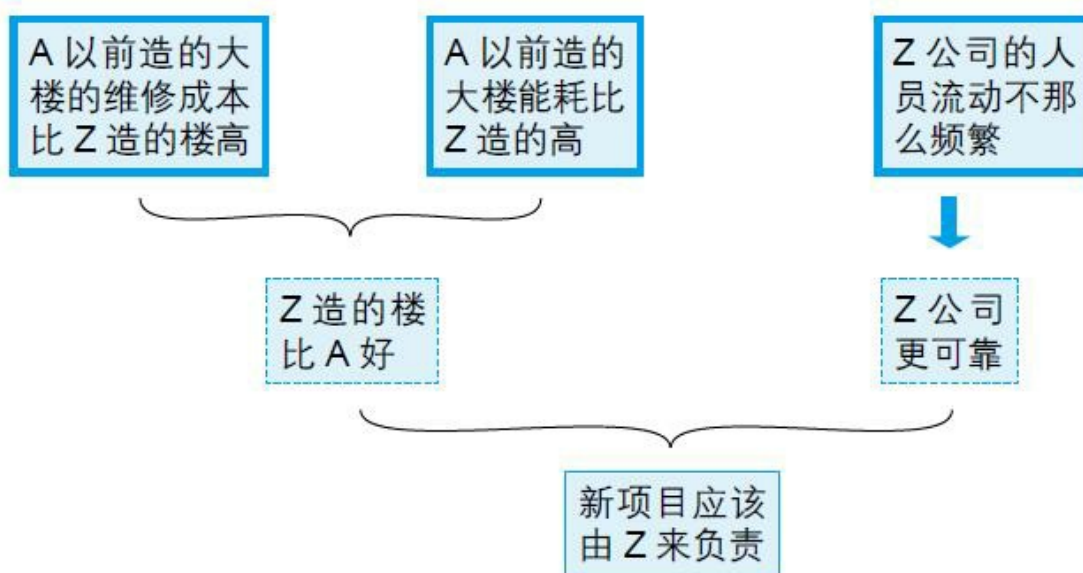 A 以前造的大
楼的维修成本
比 Z 造的楼高
A 以前造的
大楼能耗比
Z 造的高
Z 公司的人
员流动不那
么频繁
Z 造的楼
比 A 好
Z 公司
更可靠
新项目应该
由 Z 来负责